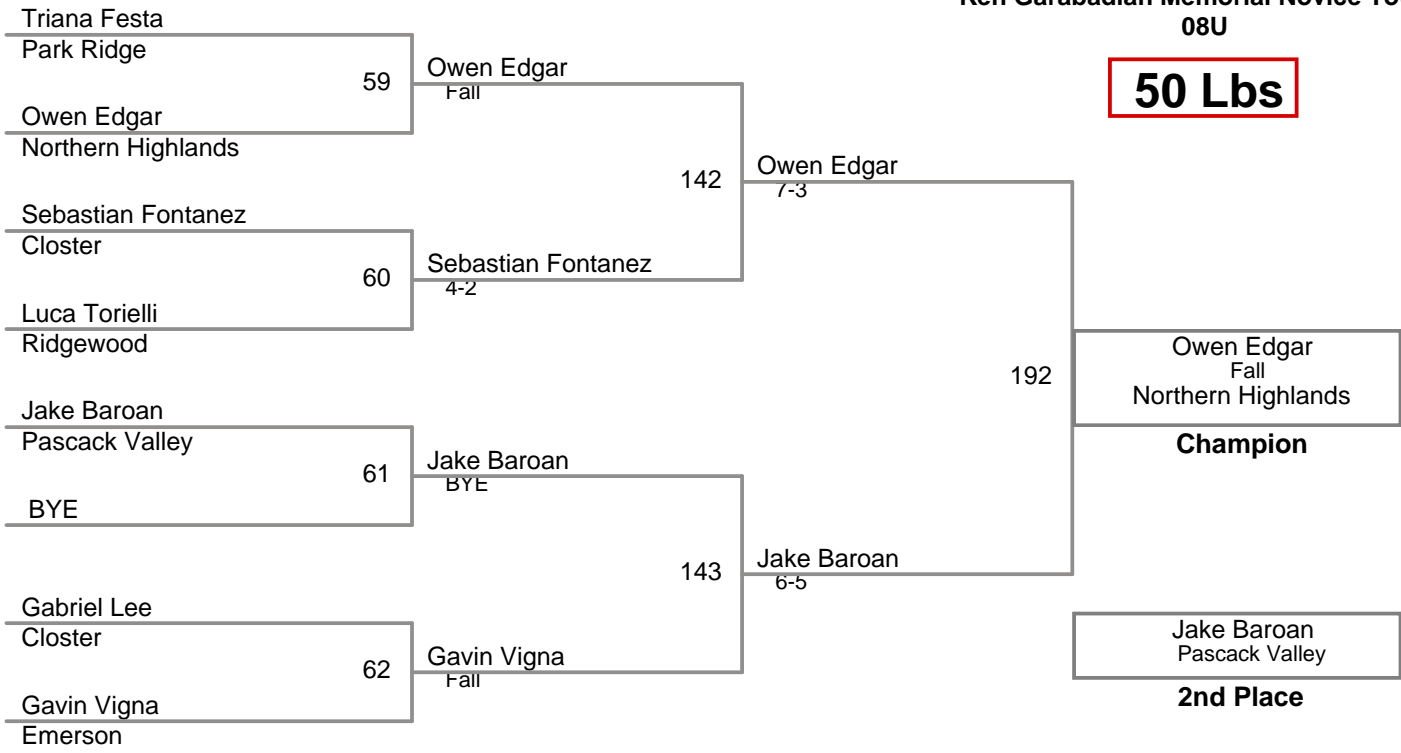 Ken Garabadian Memorial Novice
08U
50 Lbs
Triana Festa
Park Ridge
59
Owen Edgar
Fall
Owen Edgar
Northern Highlands
142
Owen Edgar
7-3
Sebastian Fontanez
Closter
60
Sebastian Fontanez
4-2
Luca Torielli
Ridgewood
192
Owen Edgar
Fall
Northern Highlands
Champion
Jake Baroan
Pascack Valley
61
Jake Baroan
BYE
BYE
143
Jake Baroan
6-5
Gabriel Lee
Closter
62
Gavin Vigna
Fall
Gavin Vigna
Emerson
Jake Baroan
Pascack Valley
2nd Place